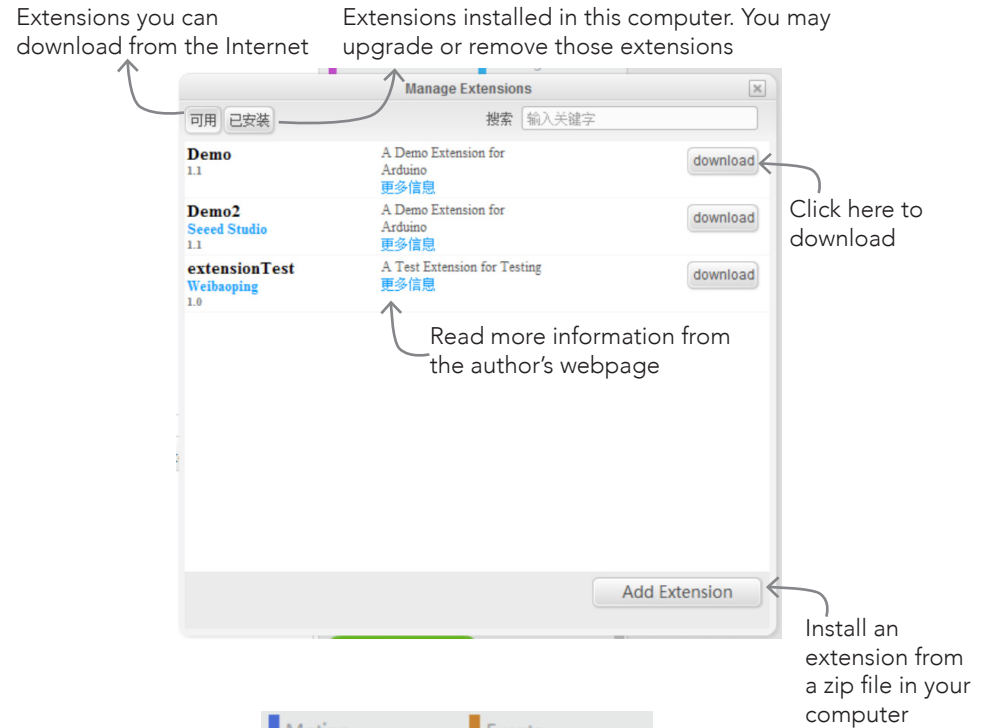 Extensions you can
download from the Internet
Extensions installed in this computer. You may
upgrade or remove those extensions
Manage Extensions
可用 已安装 搜索 输入关键字
Demo
1.1
A Demo Extension for
Arduino
更多信息
download
Demo2
Seeed Studio
1.1
A Demo Extension for
Arduino
更多信息
download
extensionTest
Weibaoping
1.0
A Test Extension for Testing
更多信息
download
Click here to
download
Read more information from
the author's webpage
Add Extension
Install an
extension from
a zip file in your
computer